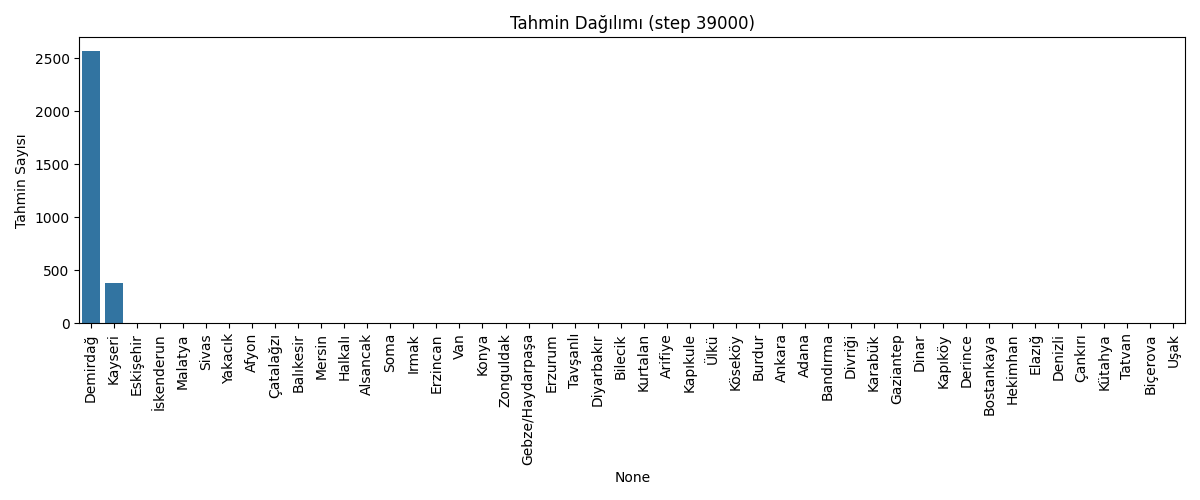 Tahmin Dağılımı (step 39000)
Tahmin Sayısı
2500
2000
1500
1000
500
0
Demirdağ
Kayseri
Eskişehir
İskenderun
Malatya
Sivas
Yakacık
Afyon
Çatalağzı
Balıkesir
Mersin
Halkalı
Alsancak
Soma
Irmak
Erzincan
Van
Konya
Zonguldak
Gebze/Haydarpaşa
Erzurum
Tavşanlı
Diyarbakır
Bilecik
Kurtalan
Arifiye
Kapıkule
Ülkü
Köseköy
Burdur
Ankara
Adana
Bandırma
Divriği
Karabük
Gaziantep
Dinar
Kapıköy
Derince
Bostankaya
Hekimhan
Elazığ
Denizli
Çankırı
Kütahya
Tatvan
Biçerova
Uşak
None